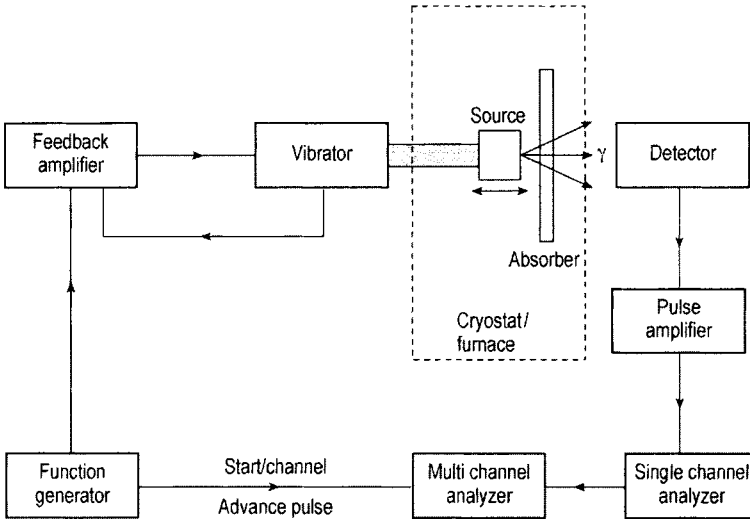 Source
Feedback
amplifier
Vibrator
γ
Detector
Absorber
Pulse
amplifier
Cryostat/
furnace
Function
generator
Start/channel
Advance pulse
Multi channel
analyzer
Single channel
analyzer